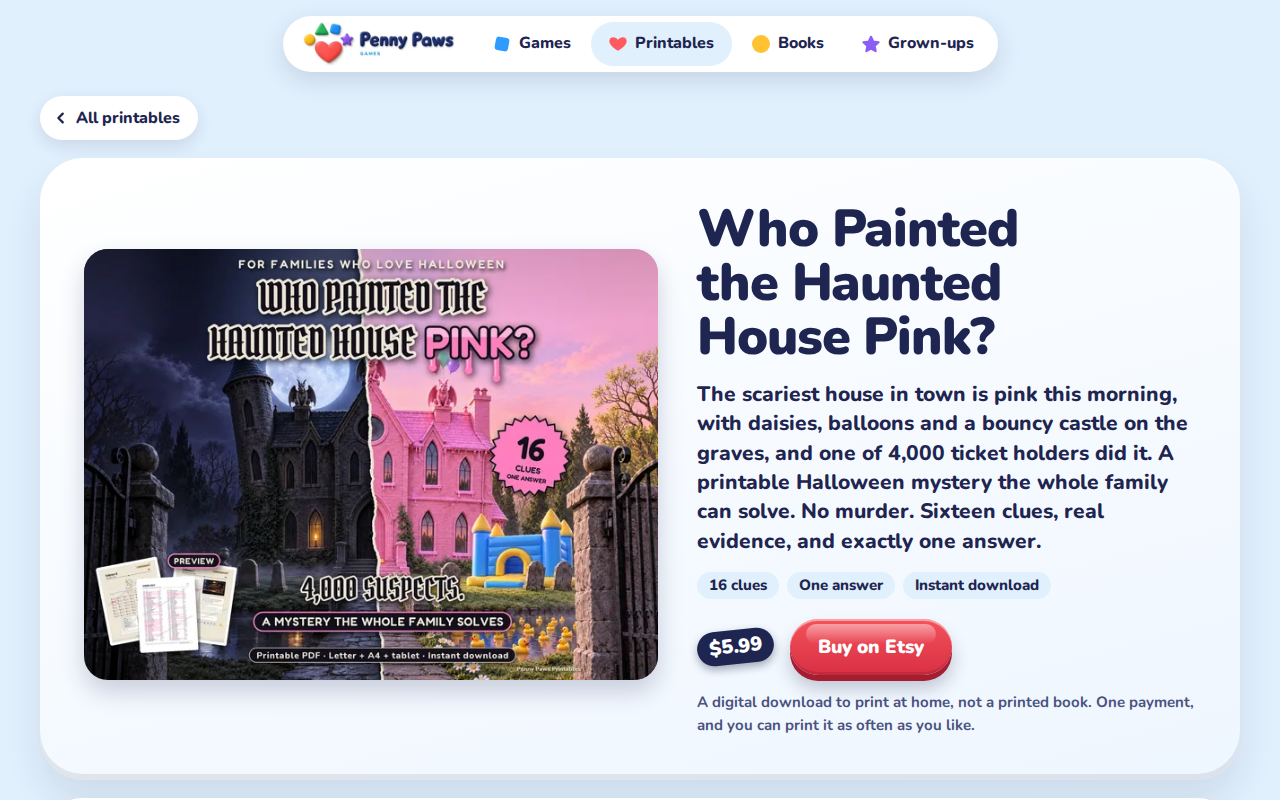 Penny Paws
GAMES
Games
Printables
Books
Grown-ups
All printables
FOR FAMILIES WHO LOVE HALLOWEEN
WHO PAINTED THE
HAUNTED HOUSE PINK?
16
CLUES
ONE ANSWER
PREVIEW
4,000 SUSPECTS.
A MYSTERY THE WHOLE FAMILY SOLVES
Printable PDF · Letter + A4 + tablet · Instant download
Penny Paws Printables
Who Painted
the Haunted
House Pink?
The scariest house in town is pink this morning,
with daisies, balloons and a bouncy castle on the
graves, and one of 4,000 ticket holders did it. A
printable Halloween mystery the whole family
can solve. No murder. Sixteen clues, real
evidence, and exactly one answer.
16 clues
One answer
Instant download
$5.99
Buy on Etsy
A digital download to print at home, not a printed book. One payment,
and you can print it as often as you like.